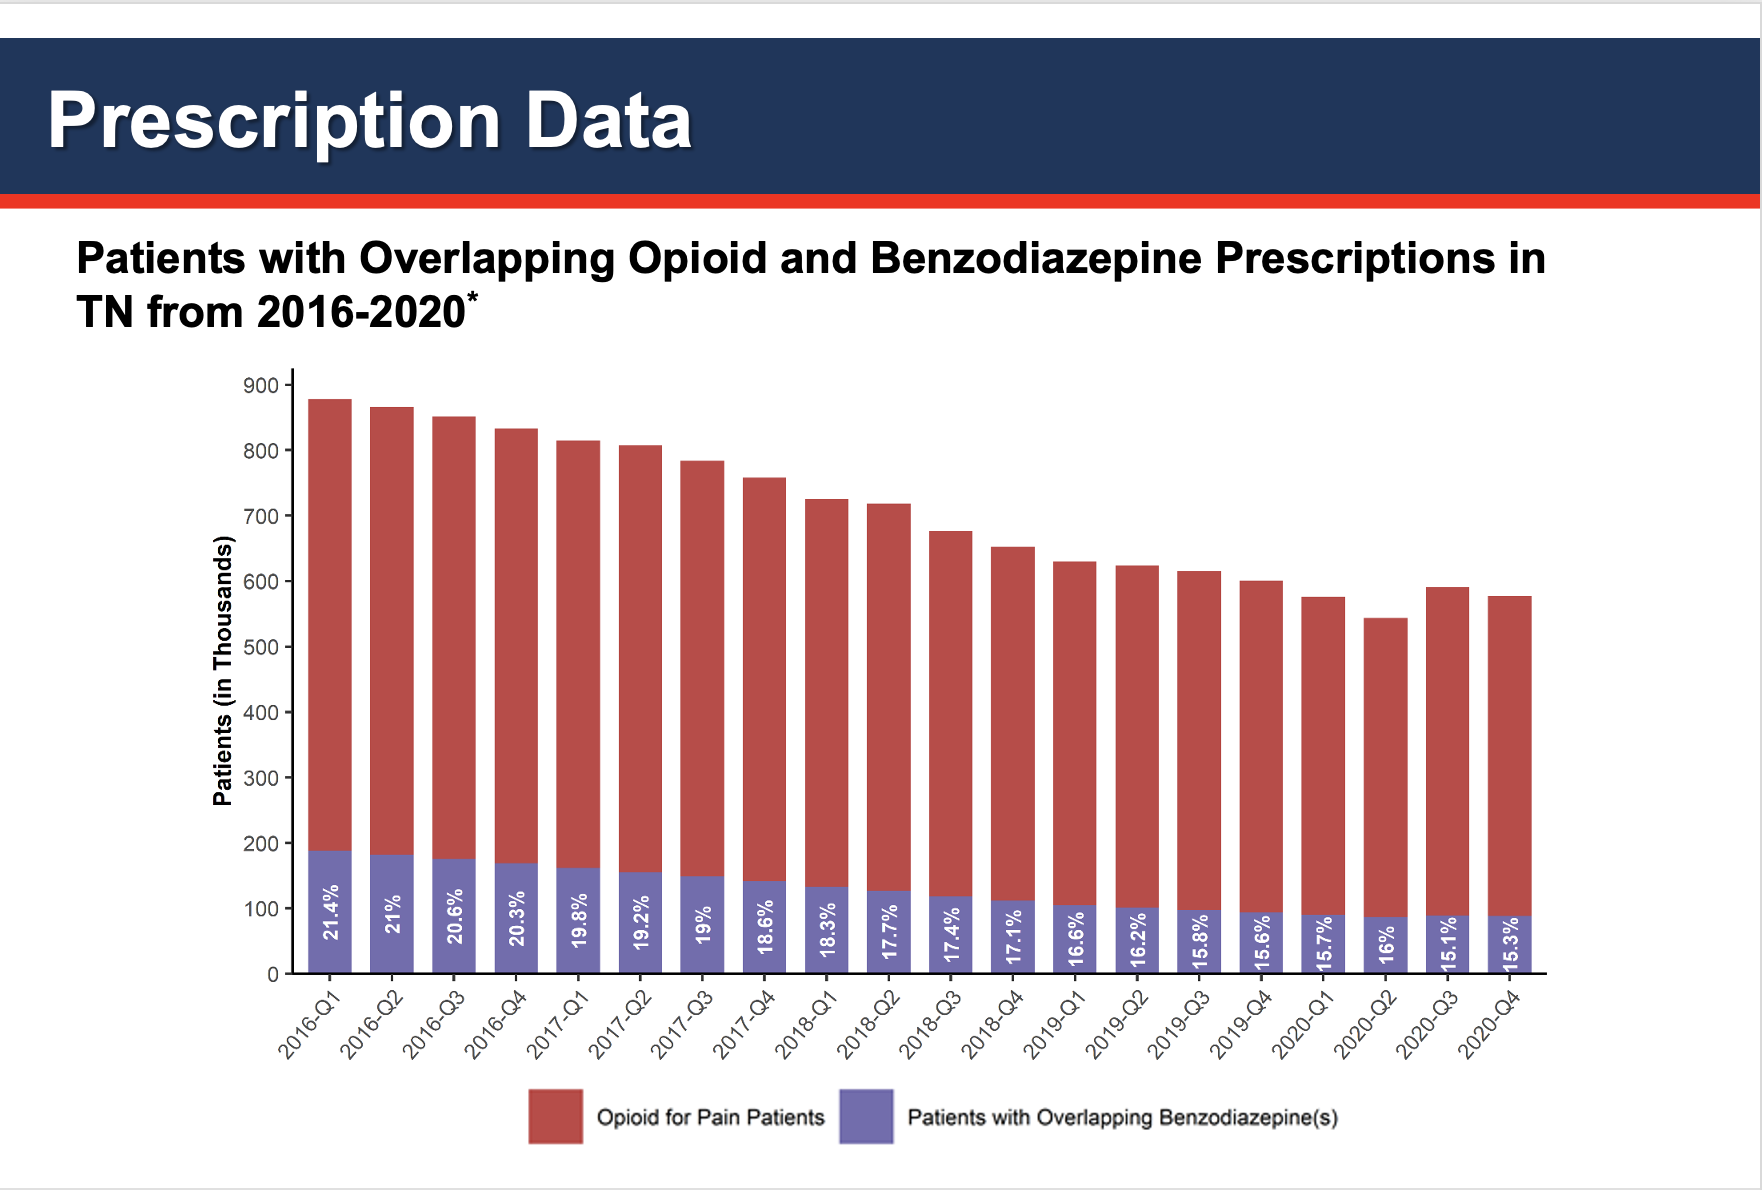 Prescription Data
Patients with Overlapping Opioid and Benzodiazepine Prescriptions in
TN from 2016-2020*
Patients (in Thousands)
900
800
700
600
500
400
300
200
100
0
21.4%
21%
20.6%
20.3%
19.8%
19.2%
19%
18.6%
18.3%
17.7%
17.4%
17.1%
16.6%
16.2%
15.8%
15.6%
15.7%
16%
15.1%
15.3%
2016-Q1
2016-Q2
2016-Q3
2016-Q4
2017-Q1
2017-Q2
2017-Q3
2017-Q4
2018-Q1
2018-Q2
2018-Q3
2018-Q4
2019-Q1
2019-Q2
2019-Q3
2019-Q4
2020-Q1
2020-Q2
2020-Q3
2020-Q4
Opioid for Pain Patients
Patients with Overlapping Benzodiazepine(s)